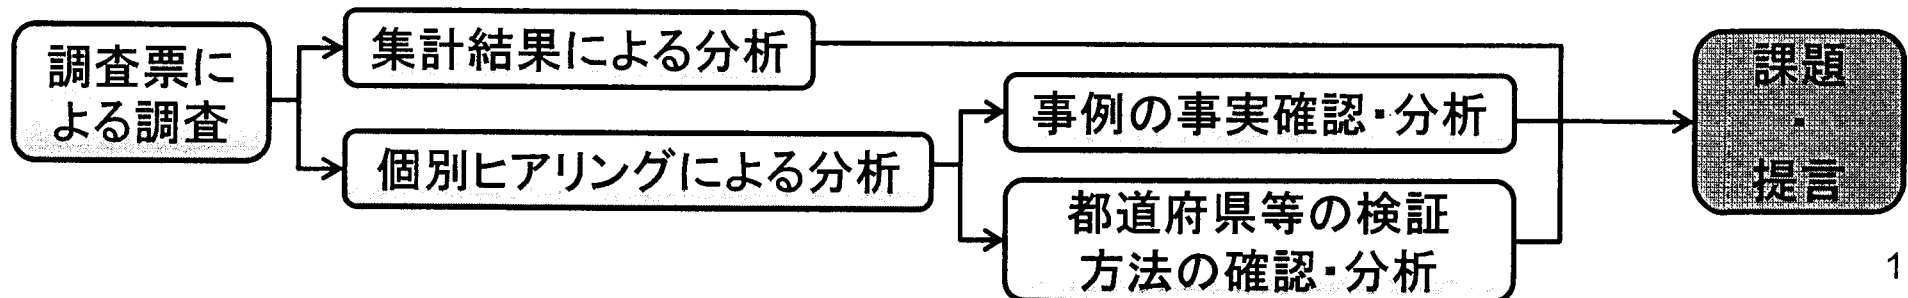 調査票に
よる調査
集計結果による分析
個別ヒアリングによる分析
事例の事実確認・分析
都道府県等の検証
方法の確認・分析
課題
・
提言
1